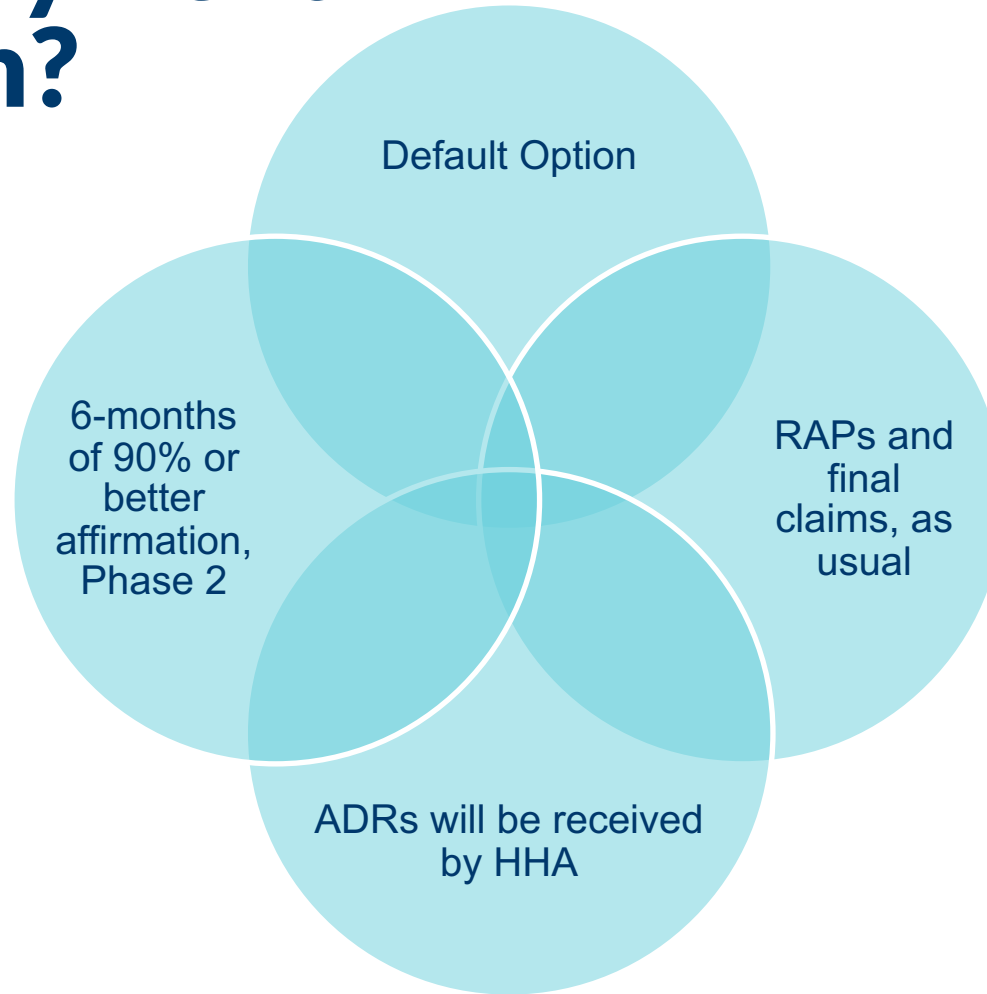 n?
Default Option
6-months
of 90% or
better
affirmation,
Phase 2
RAPs and
final
claims, as
usual
ADRs will be received
by HHA